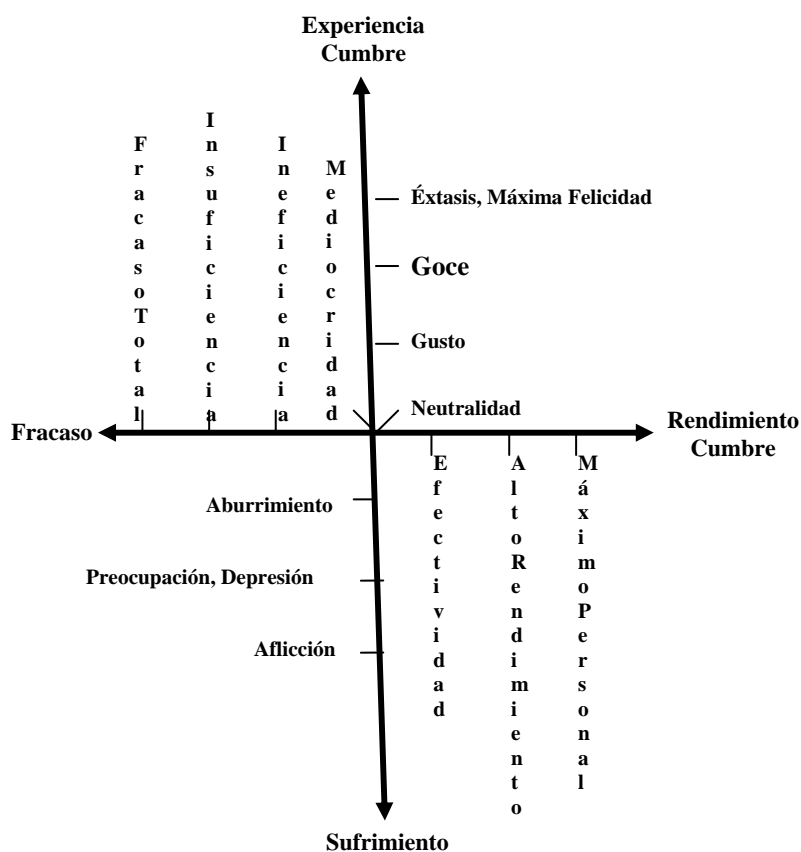 Experiencia
Cumbre
Fracaso Total
Insuficiencia
Ineficiencia
Mediocridad
Éxtasis, Máxima Felicidad
Goce
Gusto
Neutralidad
Fracaso
Rendimiento
Cumbre
Aburrimiento
Preocupación, Depresión
Aflicción
Efectividad
Alto Rendimiento
Máximo Personal
Sufrimiento